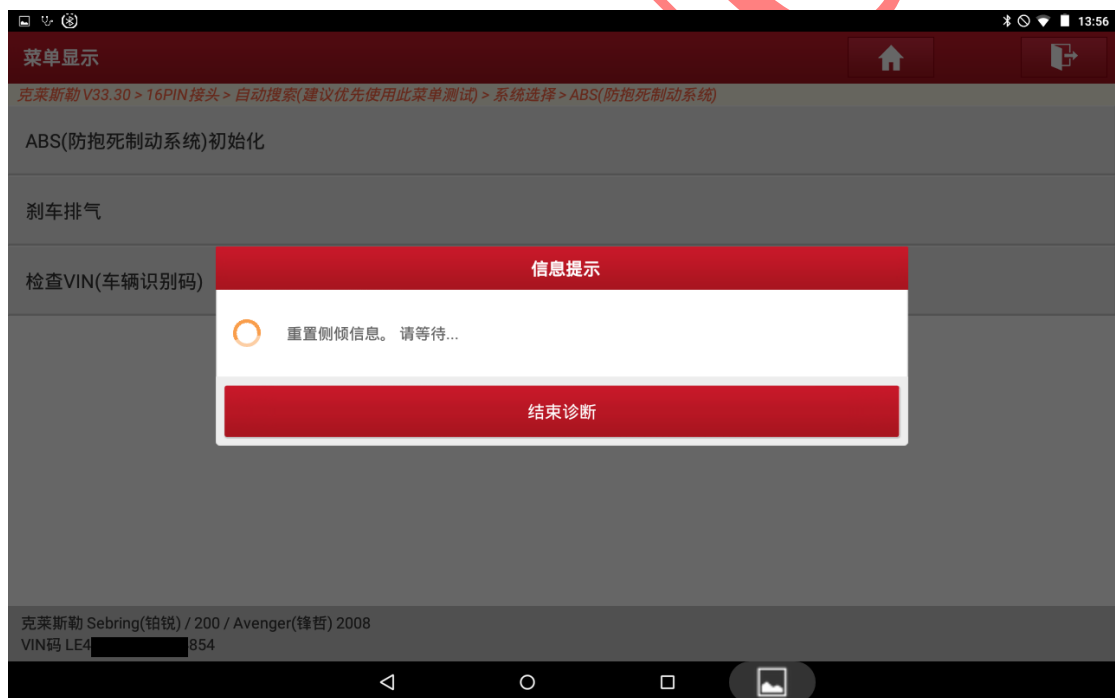 13:56
菜单显示
克莱斯勒 V33.30 > 16PIN接头 > 自动搜索(建议优先使用此菜单测试) > 系统选择 > ABS(防抱死制动系统)
ABS(防抱死制动系统)初始化
刹车排气
检查VIN(车辆识别码)
信息提示
重置侧倾信息。 请等待...
结束诊断
克莱斯勒 Sebring(铂锐) / 200 / Avenger(锋哲) 2008
VIN码 LE4 854